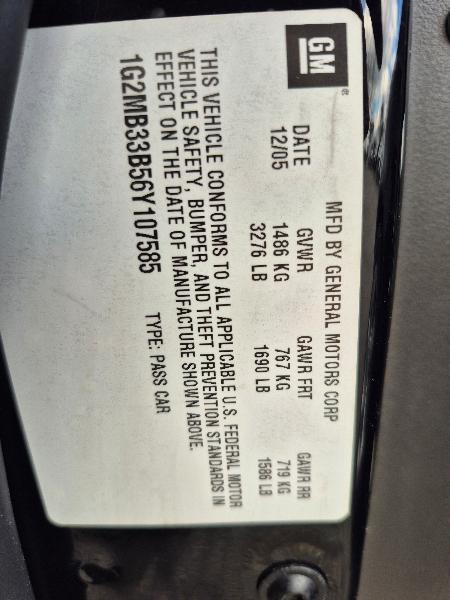 GM ®
MFD BY GENERAL MOTORS CORP
DATE GVWR GAWR FRT GAWR RR
12/05 1486 KG 767 KG 719 KG
3276 LB 1690 LB 1586 LB
THIS VEHICLE CONFORMS TO ALL APPLICABLE U.S. FEDERAL MOTOR
VEHICLE SAFETY, BUMPER, AND THEFT PREVENTION STANDARDS IN
EFFECT ON THE DATE OF MANUFACTURE SHOWN ABOVE.
1G2MB33B56Y107585 TYPE: PASS CAR